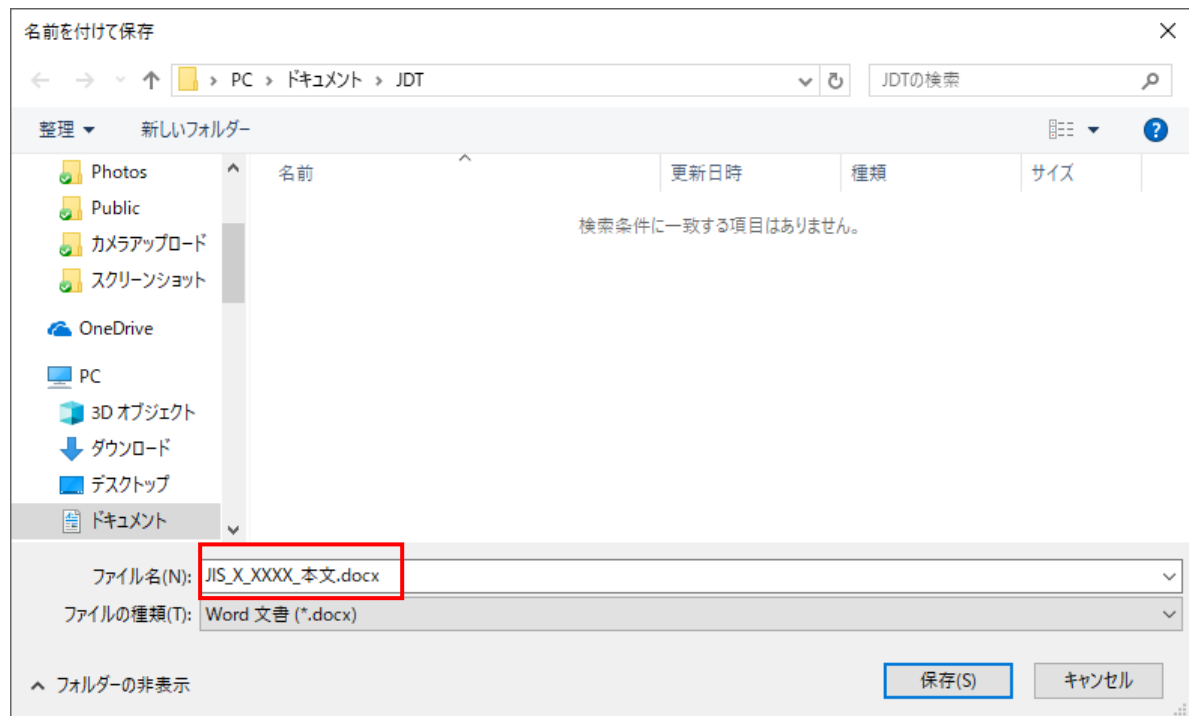 名前を付けて保存
PC › ドキュメント › JDT
JDTの検索
整理
新しいフォルダー
Photos
Public
カメラアップロード
スクリーンショット
OneDrive
PC
3D オブジェクト
ダウンロード
デスクトップ
ドキュメント
名前 更新日時 種類 サイズ
検索条件に一致する項目はありません。
ファイル名(N): JIS_X_XXXX_本文.docx
ファイルの種類(T): Word 文書 (*.docx)
フォルダーの非表示
保存(S)
キャンセル